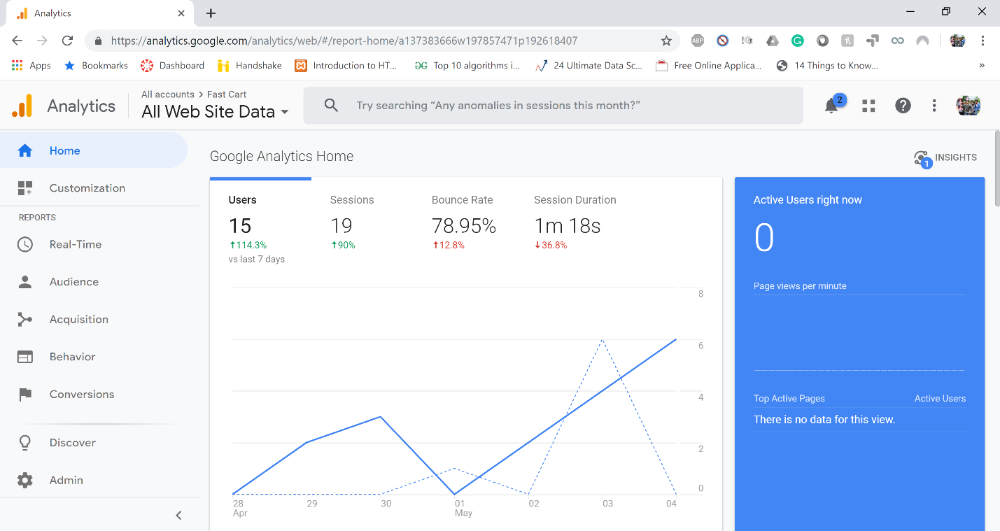 Analytics
https://analytics.google.com/analytics/web/#/report-home/a137383666w197857471p192618407
ABP
Apps
Bookmarks
Dashboard
Handshake
Introduction to HT...
Top 10 algorithms i...
24 Ultimate Data Sc...
Free Online Applica...
14 Things to Know...
»
Analytics
All accounts > Fast Cart
All Web Site Data
Try searching “Any anomalies in sessions this month?”
2
Home
Customization
REPORTS
Real-Time
Audience
Acquisition
Behavior
Conversions
Discover
Admin
Google Analytics Home
1 INSIGHTS
Users
15
↑114.3%
vs last 7 days
Sessions
19
↑90%
Bounce Rate
78.95%
↑12.8%
Session Duration
1m 18s
↓36.8%
8
6
4
2
0
28
Apr
29
30
01
May
02
03
04
Active Users right now
0
Page views per minute
Top Active Pages Active Users
There is no data for this view.